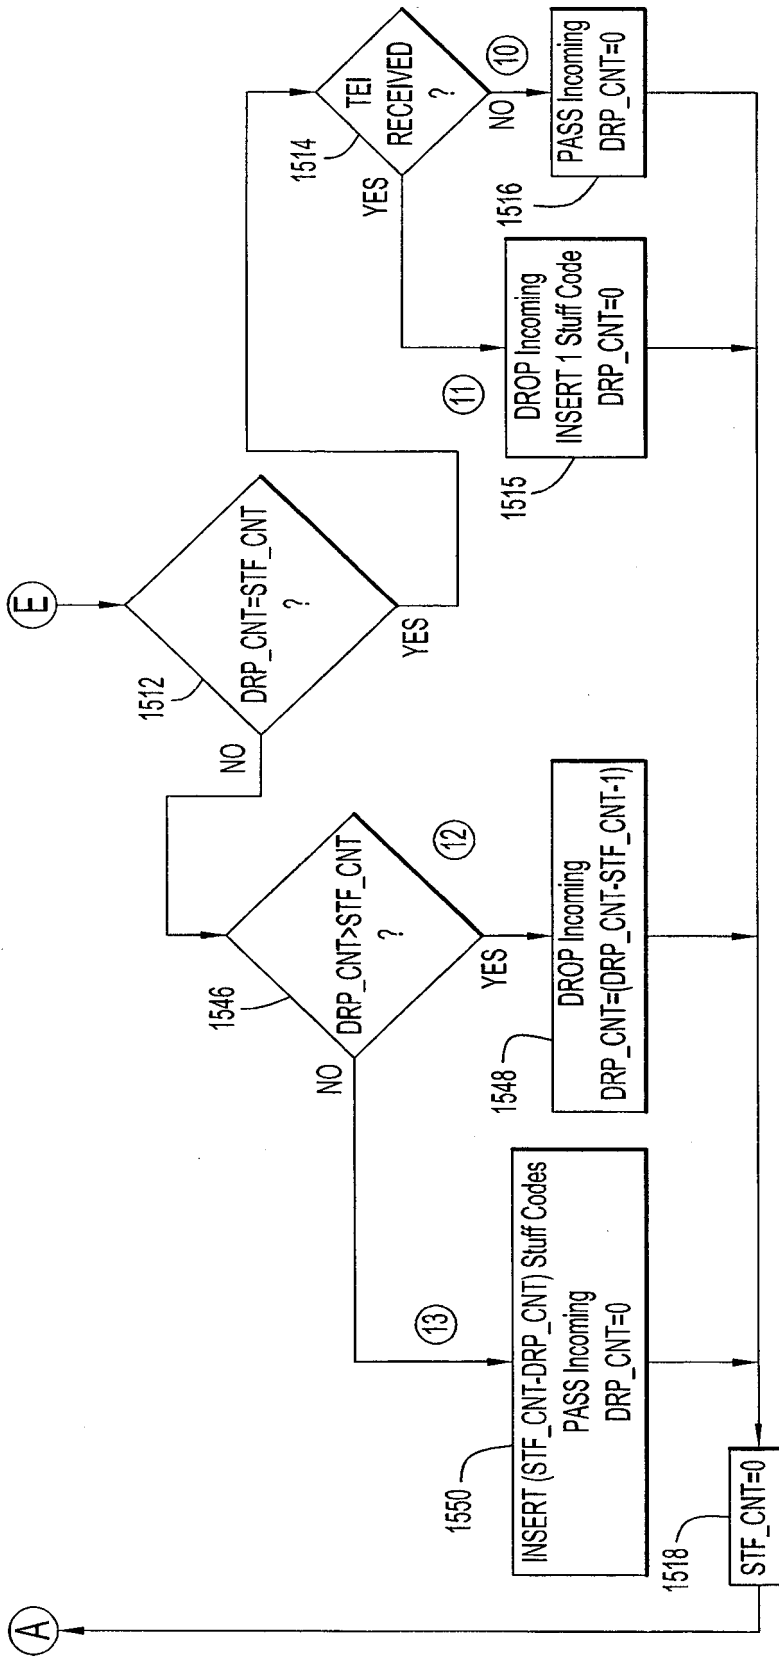 E
1512
DRP_CNT=STF_CNT
?
NO
YES
1514
TEI
RECEIVED
?
YES
NO
10
11
1516
PASS Incoming
DRP_CNT=0
1515
DROP Incoming
INSERT 1 Stuff Code
DRP_CNT=0
1546
DRP_CNT>STF_CNT
?
NO
YES
12
13
1548
DROP Incoming
DRP_CNT=(DRP_CNT-STF_CNT-1)
1550
INSERT (STF_CNT-DRP_CNT) Stuff Codes
PASS Incoming
DRP_CNT=0
1518
STF_CNT=0
A